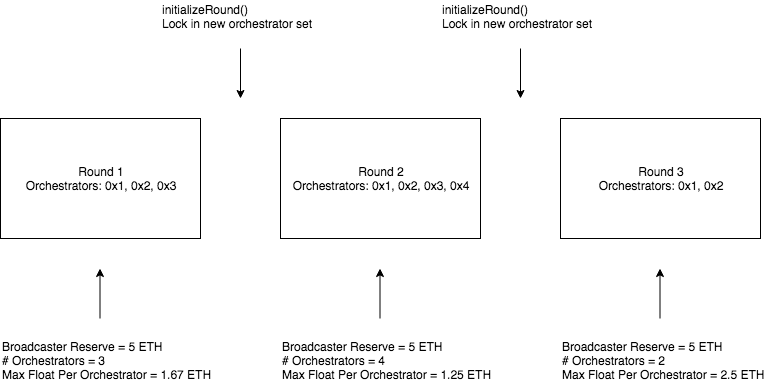 initializeRound()
Lock in new orchestrator set
initializeRound()
Lock in new orchestrator set
Round 1
Orchestrators: 0x1, 0x2, 0x3
Round 2
Orchestrators: 0x1, 0x2, 0x3, 0x4
Round 3
Orchestrators: 0x1, 0x2
Broadcaster Reserve = 5 ETH
# Orchestrators = 3
Max Float Per Orchestrator = 1.67 ETH
Broadcaster Reserve = 5 ETH
# Orchestrators = 4
Max Float Per Orchestrator = 1.25 ETH
Broadcaster Reserve = 5 ETH
# Orchestrators = 2
Max Float Per Orchestrator = 2.5 ETH